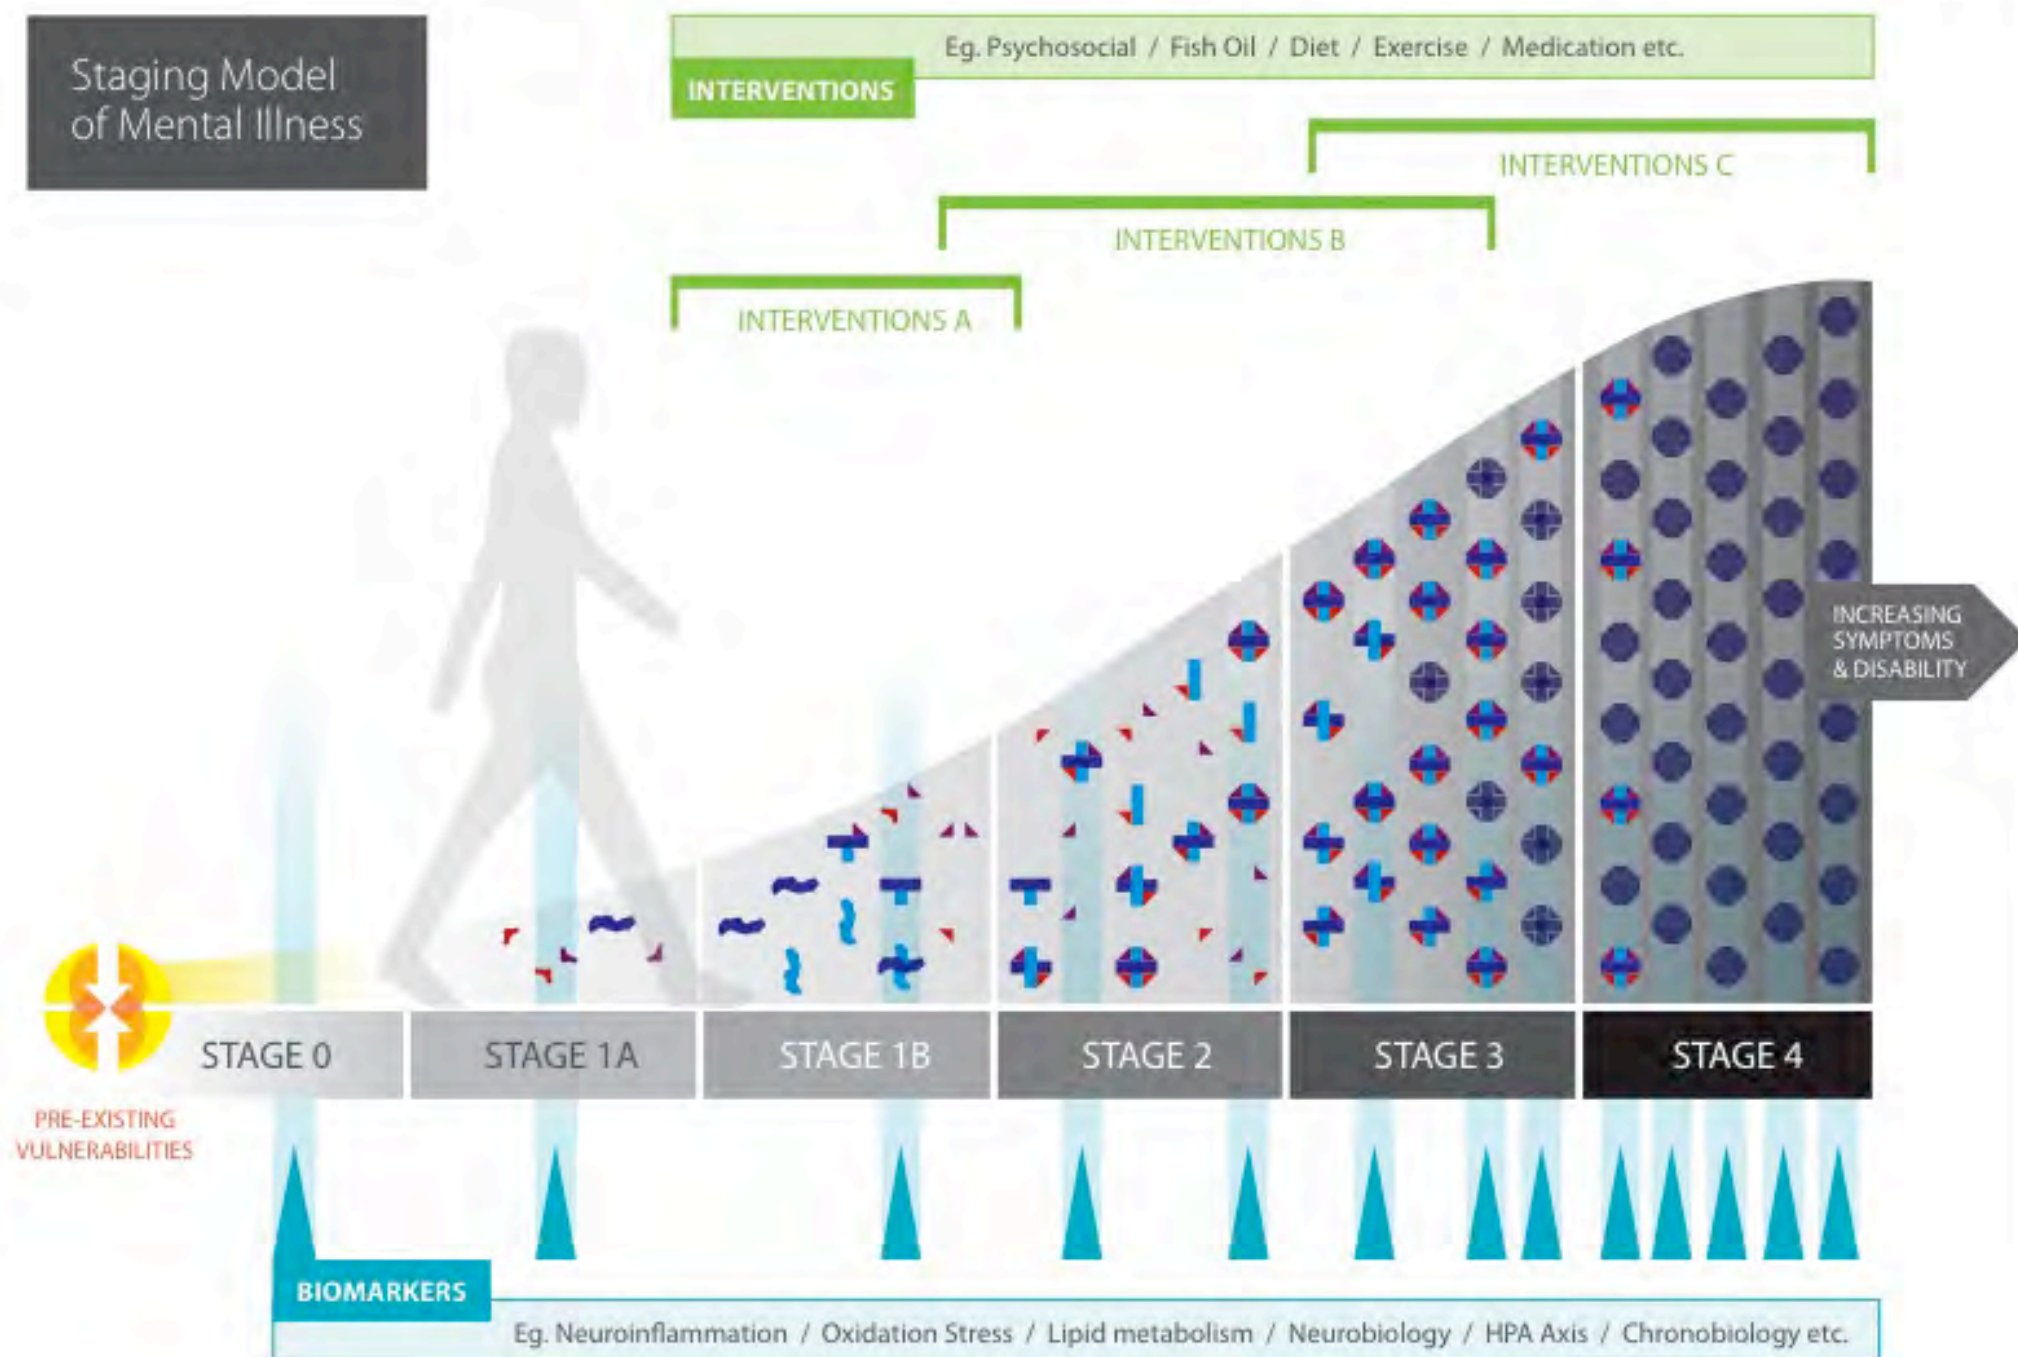 Staging Model
of Mental Illness
Eg. Psychosocial / Fish Oil / Diet / Exercise / Medication etc.
INTERVENTIONS
INTERVENTIONS C
INTERVENTIONS B
INTERVENTIONS A
INCREASING
SYMPTOMS
& DISABILITY
STAGE 0
STAGE 1A
STAGE 1B
STAGE 2
STAGE 3
STAGE 4
PRE-EXISTING
VULNERABILITIES
BIOMARKERS
Eg. Neuroinflammation / Oxidation Stress / Lipid metabolism / Neurobiology / HPA Axis / Chronobiology etc.